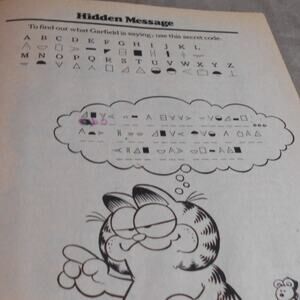 Hidden Message
To find out what Garfield is saying, use this secret code.
A B C D E F G H I J K L
M N O P Q R S T U V W X Y Z